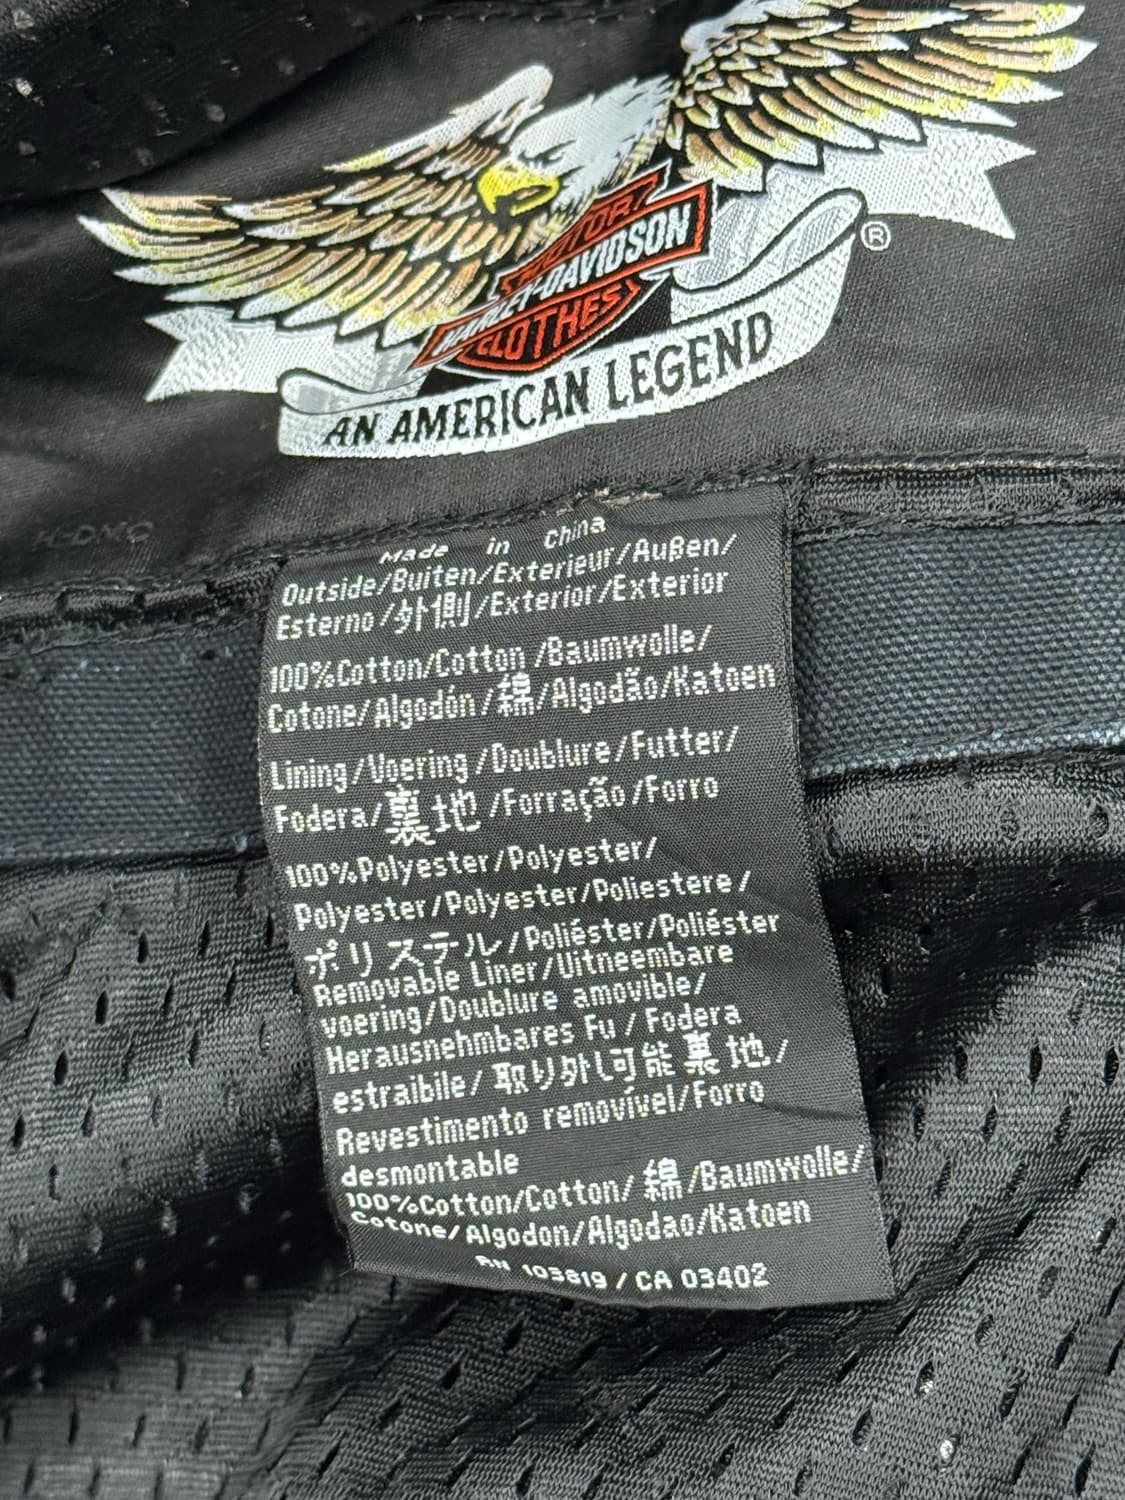 MOTOR
HARLEY-DAVIDSON
CLOTHES
®
AN AMERICAN LEGEND
H-DMC
Made in China
Outside/Buiten/Exterieur/Außen/
Esterno/外側/Exterior/Exterior
100%Cotton/Cotton /Baumwolle/
Cotone/Algodón/綿/Algodão/Katoen
Lining/Voering/Doublure/Futter/
Fodera/裏地/Forração/Forro
100%Polyester/Polyester/
Polyester/Polyester/Poliestere/
ポリステル/Poliéster/Poliéster
Removable Liner/Uitneembare
voering/Doublure amovible/
Herausnehmbares Fu/Fodera
estraibile/取り外し可能裏地/
Revestimento removível/Forro
desmontable
100%Cotton/Cotton/綿/Baumwolle/
Cotone/Algodon/Algodao/Katoen
RN 103819 / CA 03402